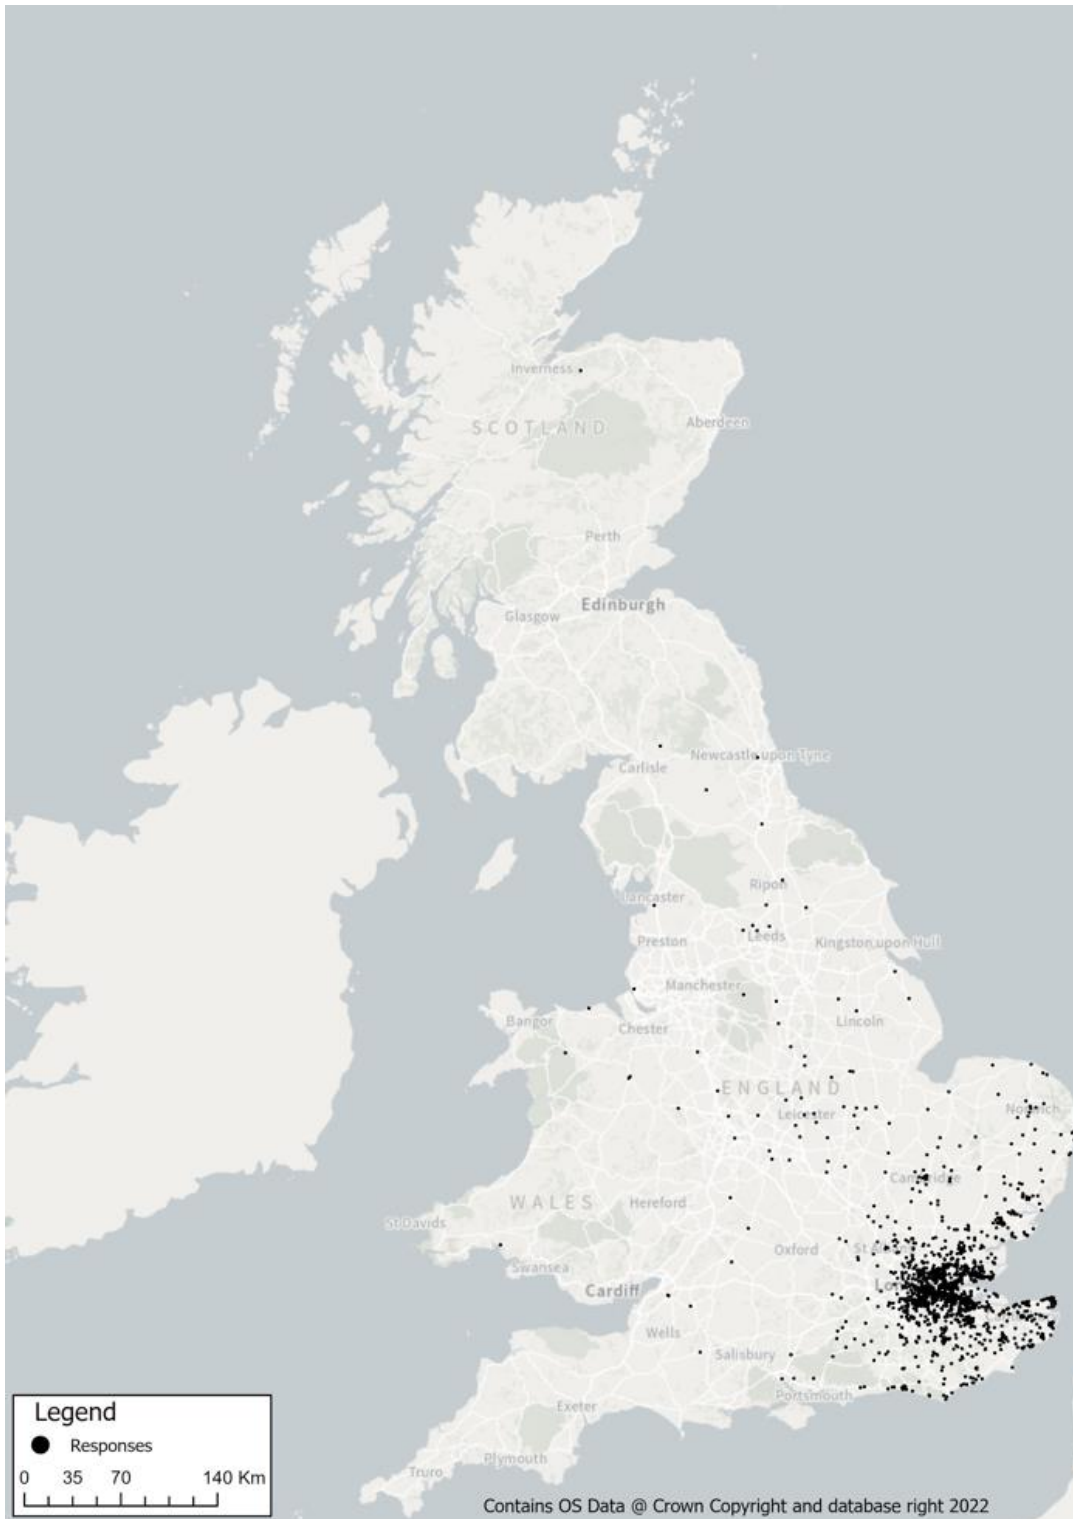 Inverness
SCOTLAND
Aberdeen
Perth
Edinburgh
Glasgow
Newcastle upon Tyne
Carlisle
Ripon
Lancaster
Leeds
Preston
Kingston upon Hull
Manchester
Bangor
Chester
Lincoln
ENGLAND
Leicester
Norwich
Cambridge
WALES
Hereford
St Davids
Oxford
St Albans
Swansea
Cardiff
Wells
Salisbury
Portsmouth
Exeter
Plymouth
Truro
Legend
Responses
0 35 70 140 Km
Contains OS Data @ Crown Copyright and database right 2022